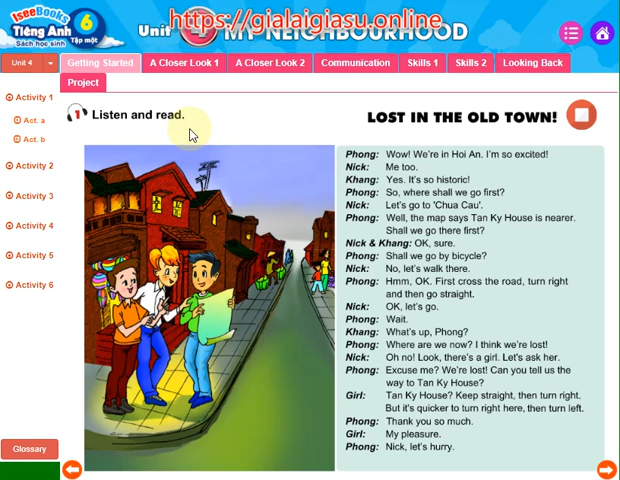 IseeBooks
Tiếng Anh 6
Sách học sinh Tập một
https://gialaigiasu.online
Unit 4 MY NEIGHBOURHOOD
Unit 4
Getting Started
A Closer Look 1
A Closer Look 2
Communication
Skills 1
Skills 2
Looking Back
Project
Activity 1
Act. a
Act. b
Activity 2
Activity 3
Activity 4
Activity 5
Activity 6
Glossary
1 Listen and read.
LOST IN THE OLD TOWN!
Phong: Wow! We're in Hoi An. I'm so excited!
Nick: Me too.
Khang: Yes. It's so historic!
Phong: So, where shall we go first?
Nick: Let's go to 'Chua Cau'.
Phong: Well, the map says Tan Ky House is nearer.
Shall we go there first?
Nick & Khang: OK, sure.
Phong: Shall we go by bicycle?
Nick: No, let's walk there.
Phong: Hmm, OK. First cross the road, turn right
and then go straight.
Nick: OK, let's go.
Phong: Wait.
Khang: What's up, Phong?
Phong: Where are we now? I think we're lost!
Nick: Oh no! Look, there's a girl. Let's ask her.
Phong: Excuse me? We're lost! Can you tell us the
way to Tan Ky House?
Girl: Tan Ky House? Keep straight, then turn right.
But it's quicker to turn right here, then turn left.
Phong: Thank you so much.
Girl: My pleasure.
Phong: Nick, let's hurry.